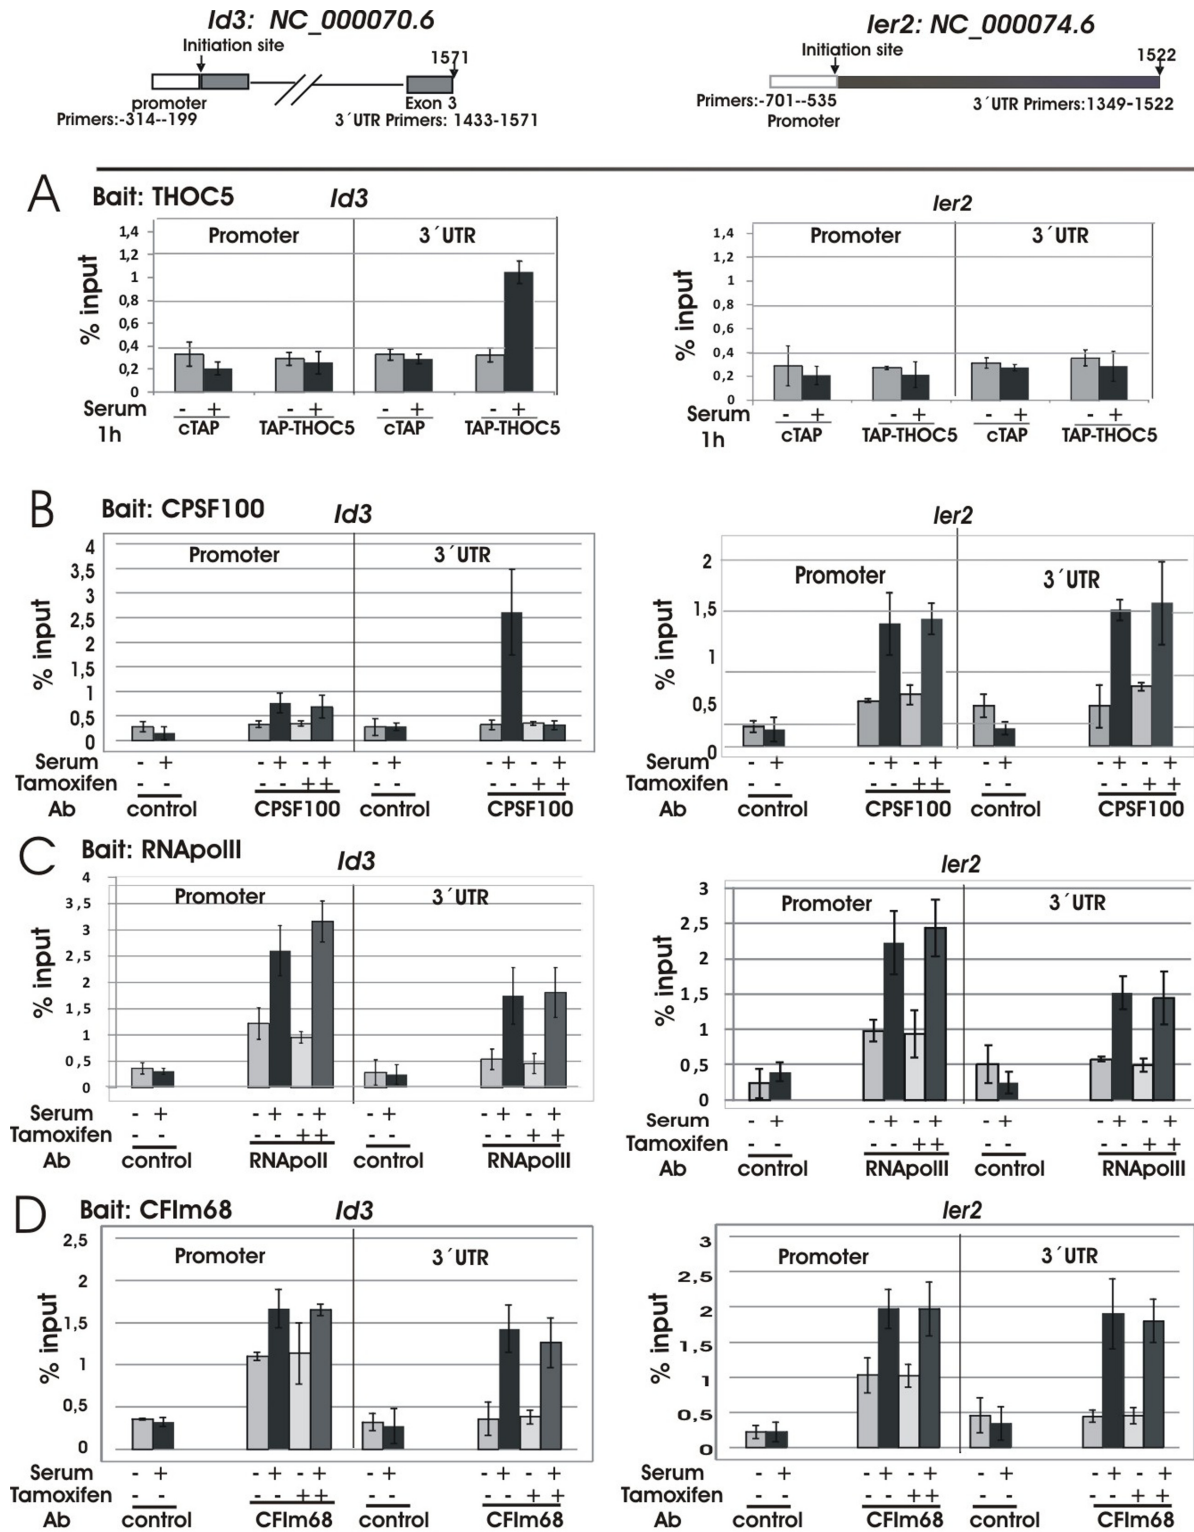 Id3: NC_000070.6
Initiation site
1571
promoter
Exon 3
Primers:-314--199
3´UTR Primers: 1433-1571
Ier2: NC_000074.6
Initiation site
1522
Primers:-701--535
3´UTR Primers:1349-1522
Promoter
A
Bait: THOC5
Id3
Promoter
3´UTR
% input
1,4
1,2
1
0,8
0,6
0,4
0,2
0
Serum - + - + - + - +
1h cTAP TAP-THOC5 cTAP TAP-THOC5
Ier2
Promoter
3´UTR
% input
1,4
1,2
1
0,8
0,6
0,4
0,2
0
Serum - + - + - + - +
1h cTAP TAP-THOC5 cTAP TAP-THOC5
B
Bait: CPSF100
Id3
Promoter
3´UTR
% input
4
3,5
3
2,5
2
1,5
1
0,5
0
Serum - + - + - + - + - + - +
Tamoxifen - - - - + + - - - - + +
Ab control CPSF100 control CPSF100
Ier2
Promoter
3´UTR
% input
2
1,5
1
0,5
0
Serum - + - + - + - + - + - +
Tamoxifen - - - - + + - - - - + +
Ab control CPSF100 control CPSF100
C
Bait: RNApolII
Id3
Promoter
3´UTR
% input
4
3,5
3
2,5
2
1,5
1
0,5
0
Serum - + - + - + - + - + - +
Tamoxifen - - - - + + - - - - + +
Ab control RNApolI control RNApolII
Ier2
Promoter
3´UTR
% input
3
2,5
2
1,5
1
0,5
0
Serum - + - + - + - + - + - +
Tamoxifen - - - - + + - - - - + +
Ab control RNApolII control RNApolII
D
Bait: CFIm68
Id3
Promoter
3´UTR
% input
2,5
2
1,5
1
0,5
0
Serum - + - + - + - + - + - +
Tamoxifen - - - - + + - - - - + +
Ab control CFIm68 control CFIm68
Ier2
Promoter
3´UTR
% input
3
2,5
2
1.5
1
0,5
0
Serum - + - + - + - + - + - +
Tamoxifen - - - - + + - - - - + +
Ab control CFIm68 control CFIm68